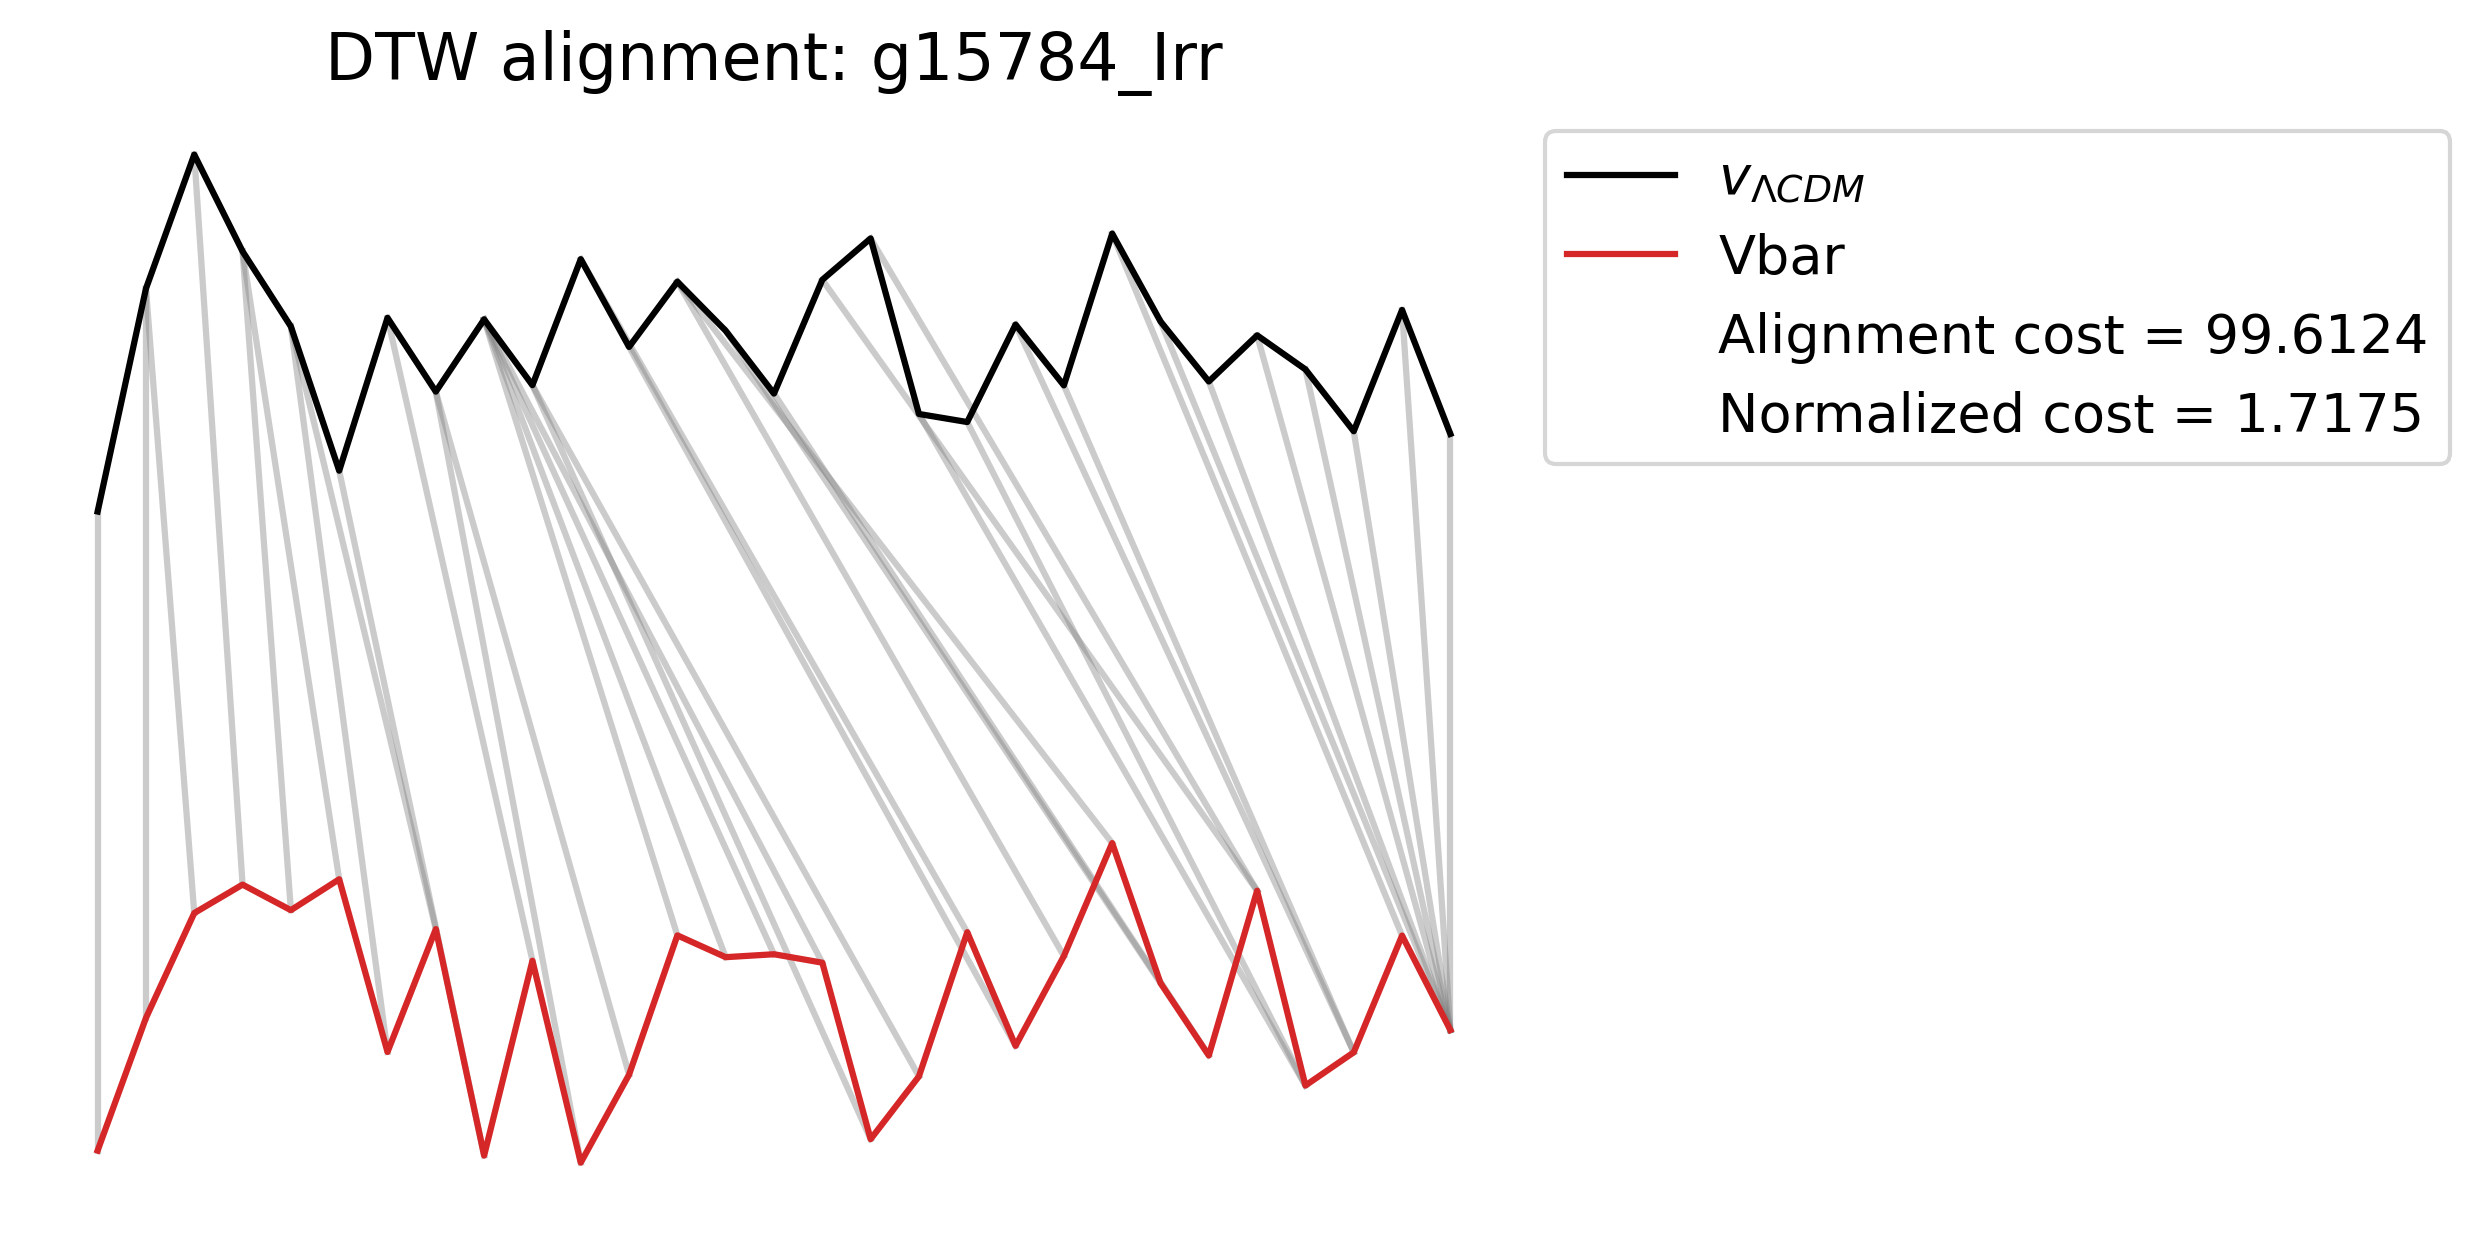 DTW alignment: g15784_Irr
v_ΛCDM
Vbar
Alignment cost = 99.6124
Normalized cost = 1.7175